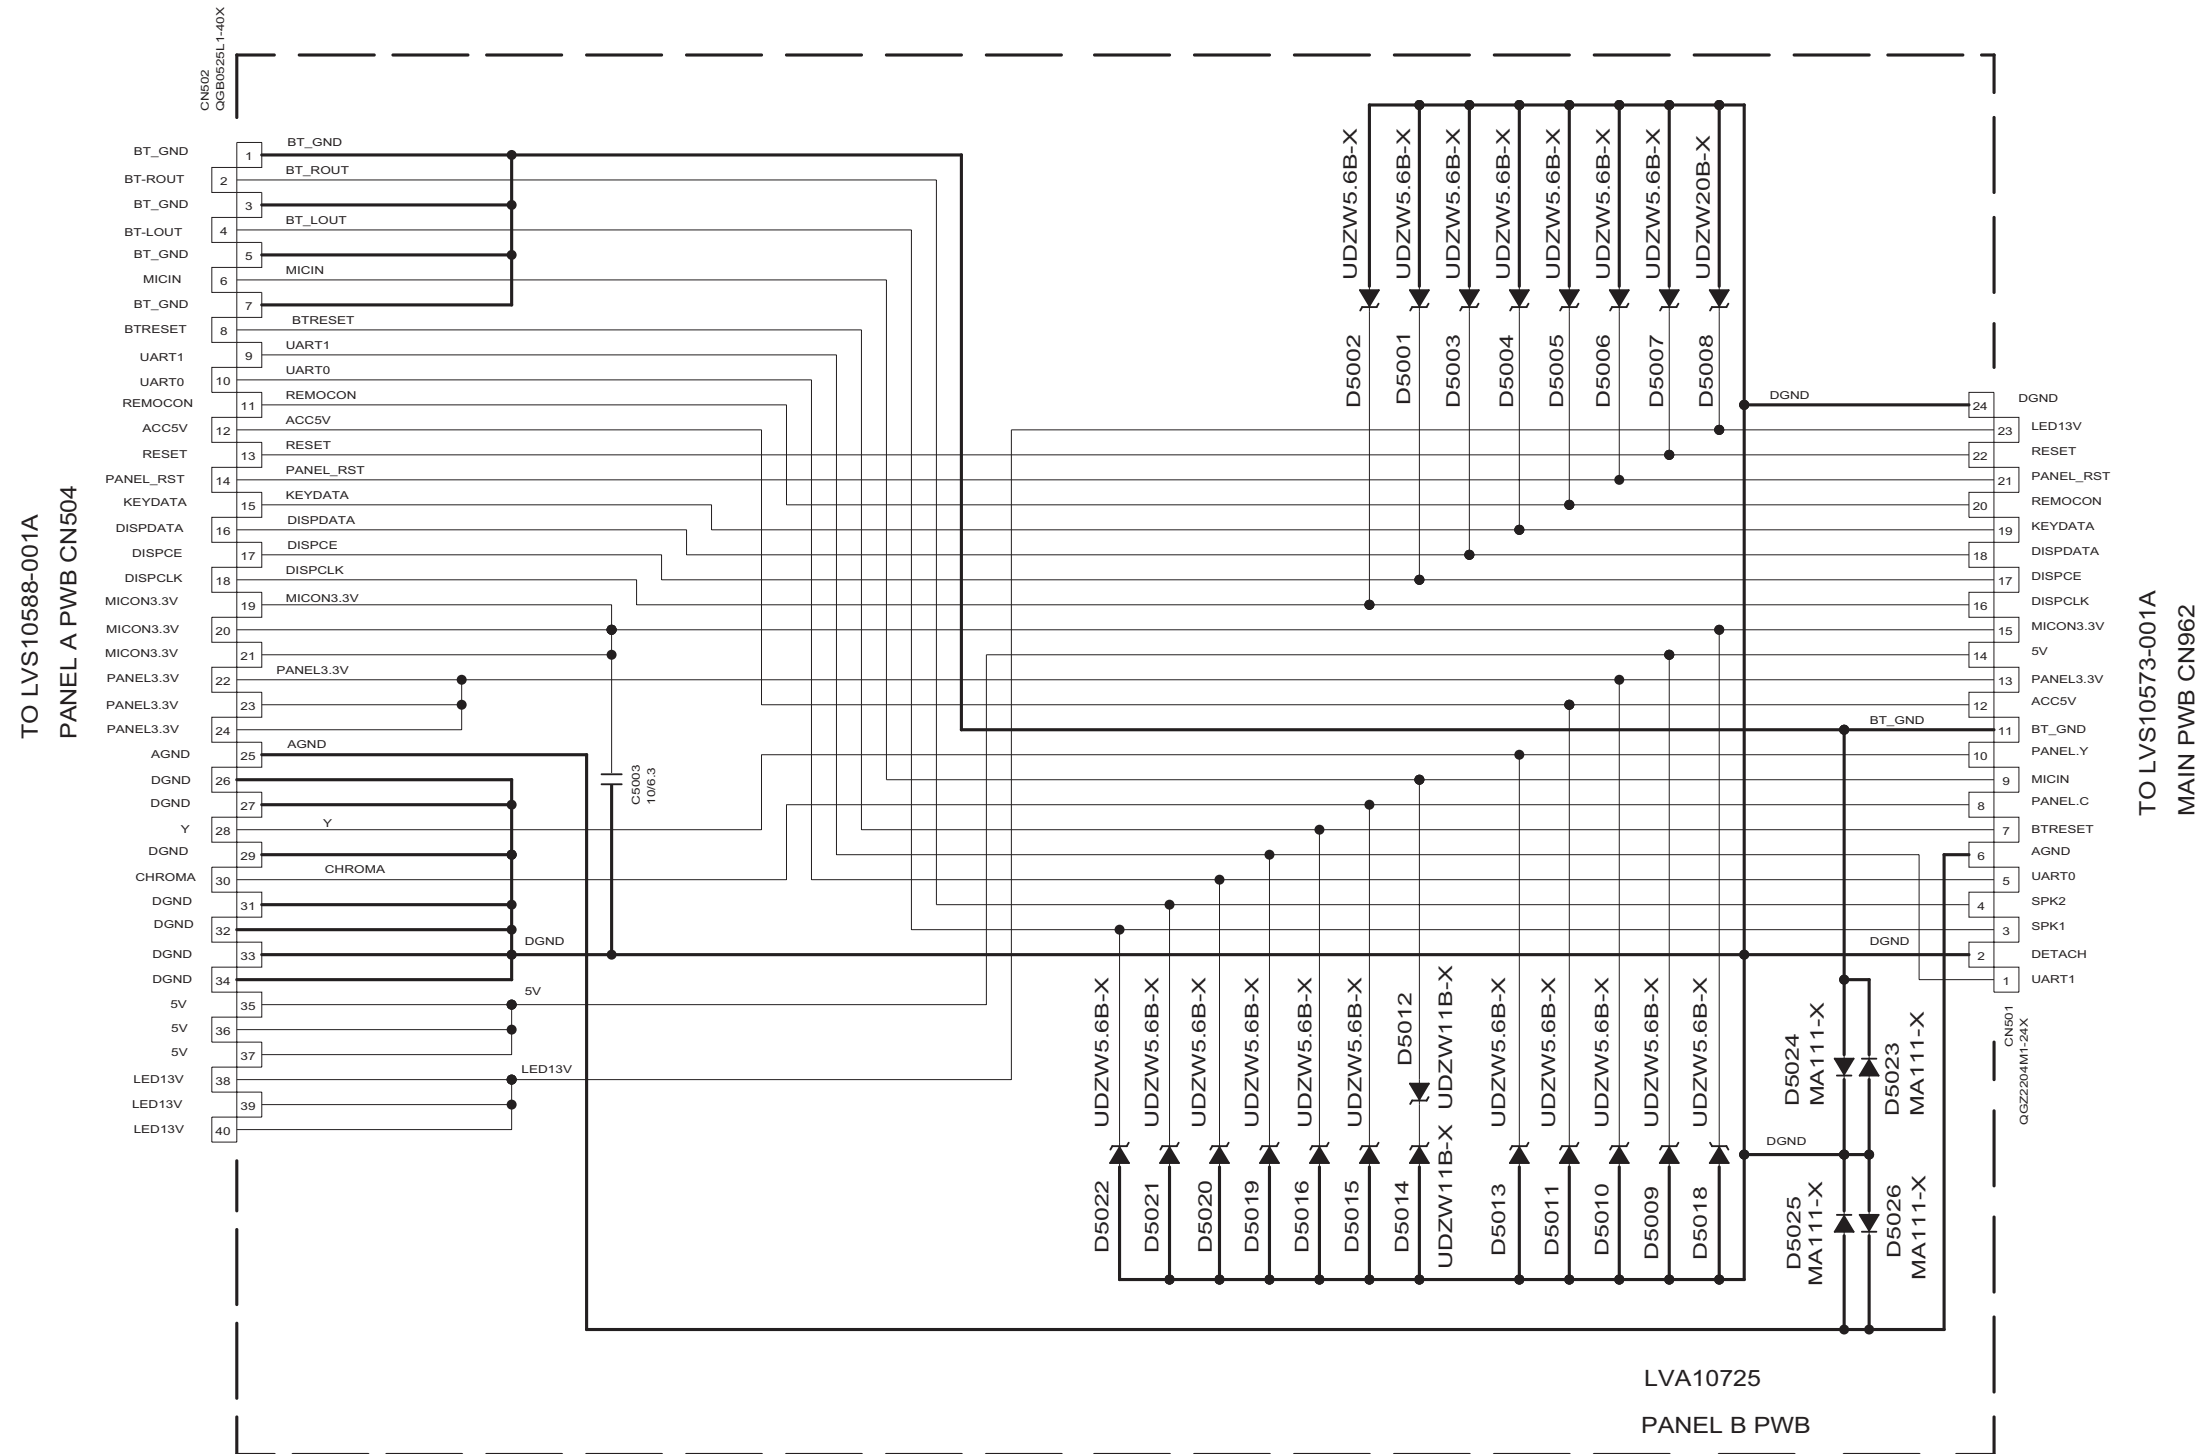 CN502
QGB0525L1-40X
TO LVS10588-001A
PANEL A PWB CN504
BT_GND 1 BT_GND
BT-ROUT 2 BT_ROUT
BT_GND 3
BT-LOUT 4 BT_LOUT
BT_GND 5
MICIN 6 MICIN
BT_GND 7
BTRESET 8 BTRESET
UART1 9 UART1
UART0 10 UART0
REMOCON 11 REMOCON
ACC5V 12 ACC5V
RESET 13 RESET
PANEL_RST 14 PANEL_RST
KEYDATA 15 KEYDATA
DISPDATA 16 DISPDATA
DISPCE 17 DISPCE
DISPCLK 18 DISPCLK
MICON3.3V 19 MICON3.3V
MICON3.3V 20
MICON3.3V 21
PANEL3.3V 22 PANEL3.3V
PANEL3.3V 23
PANEL3.3V 24
AGND 25 AGND
DGND 26
DGND 27
Y 28 Y
DGND 29
CHROMA 30 CHROMA
DGND 31
DGND 32
DGND 33 DGND
DGND 34
5V 35 5V
5V 36
5V 37
LED13V 38 LED13V
LED13V 39
LED13V 40
C5003
10/6.3
D5002 UDZW5.6B-X
D5001 UDZW5.6B-X
D5003 UDZW5.6B-X
D5004 UDZW5.6B-X
D5005 UDZW5.6B-X
D5006 UDZW5.6B-X
D5007 UDZW5.6B-X
D5008 UDZW20B-X
DGND 24 DGND
23 LED13V
22 RESET
21 PANEL_RST
20 REMOCON
19 KEYDATA
18 DISPDATA
17 DISPCE
16 DISPCLK
15 MICON3.3V
14 5V
13 PANEL3.3V
12 ACC5V
BT_GND 11 BT_GND
10 PANEL.Y
9 MICIN
8 PANEL.C
7 BTRESET
6 AGND
5 UART0
4 SPK2
3 SPK1
DGND 2 DETACH
1 UART1
CN501
QGZ2204M1-24X
TO LVS10573-001A
MAIN PWB CN962
D5022 UDZW5.6B-X
D5021 UDZW5.6B-X
D5020 UDZW5.6B-X
D5019 UDZW5.6B-X
D5016 UDZW5.6B-X
D5015 UDZW5.6B-X
D5012
UDZW11B-X
D5014
UDZW11B-X
D5013 UDZW5.6B-X
D5011 UDZW5.6B-X
D5010 UDZW5.6B-X
D5009 UDZW5.6B-X
D5018 UDZW5.6B-X
D5024
MA111-X
D5023
MA111-X
DGND
D5025
MA111-X
D5026
MA111-X
LVA10725
PANEL B PWB